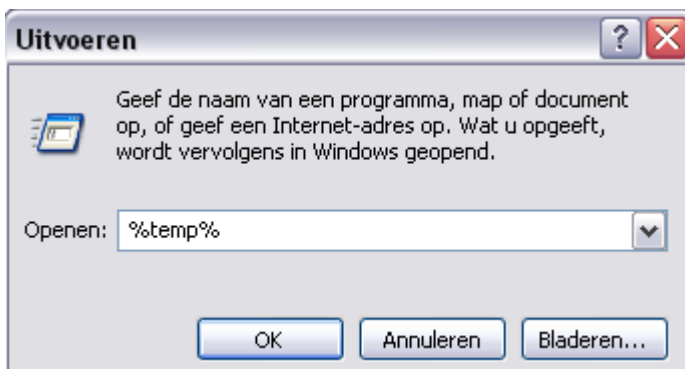 Uitvoeren
Geef de naam van een programma, map of document
op, of geef een Internet-adres op. Wat u opgeeft,
wordt vervolgens in Windows geopend.
Openen: %temp%
OK Annuleren Bladeren...